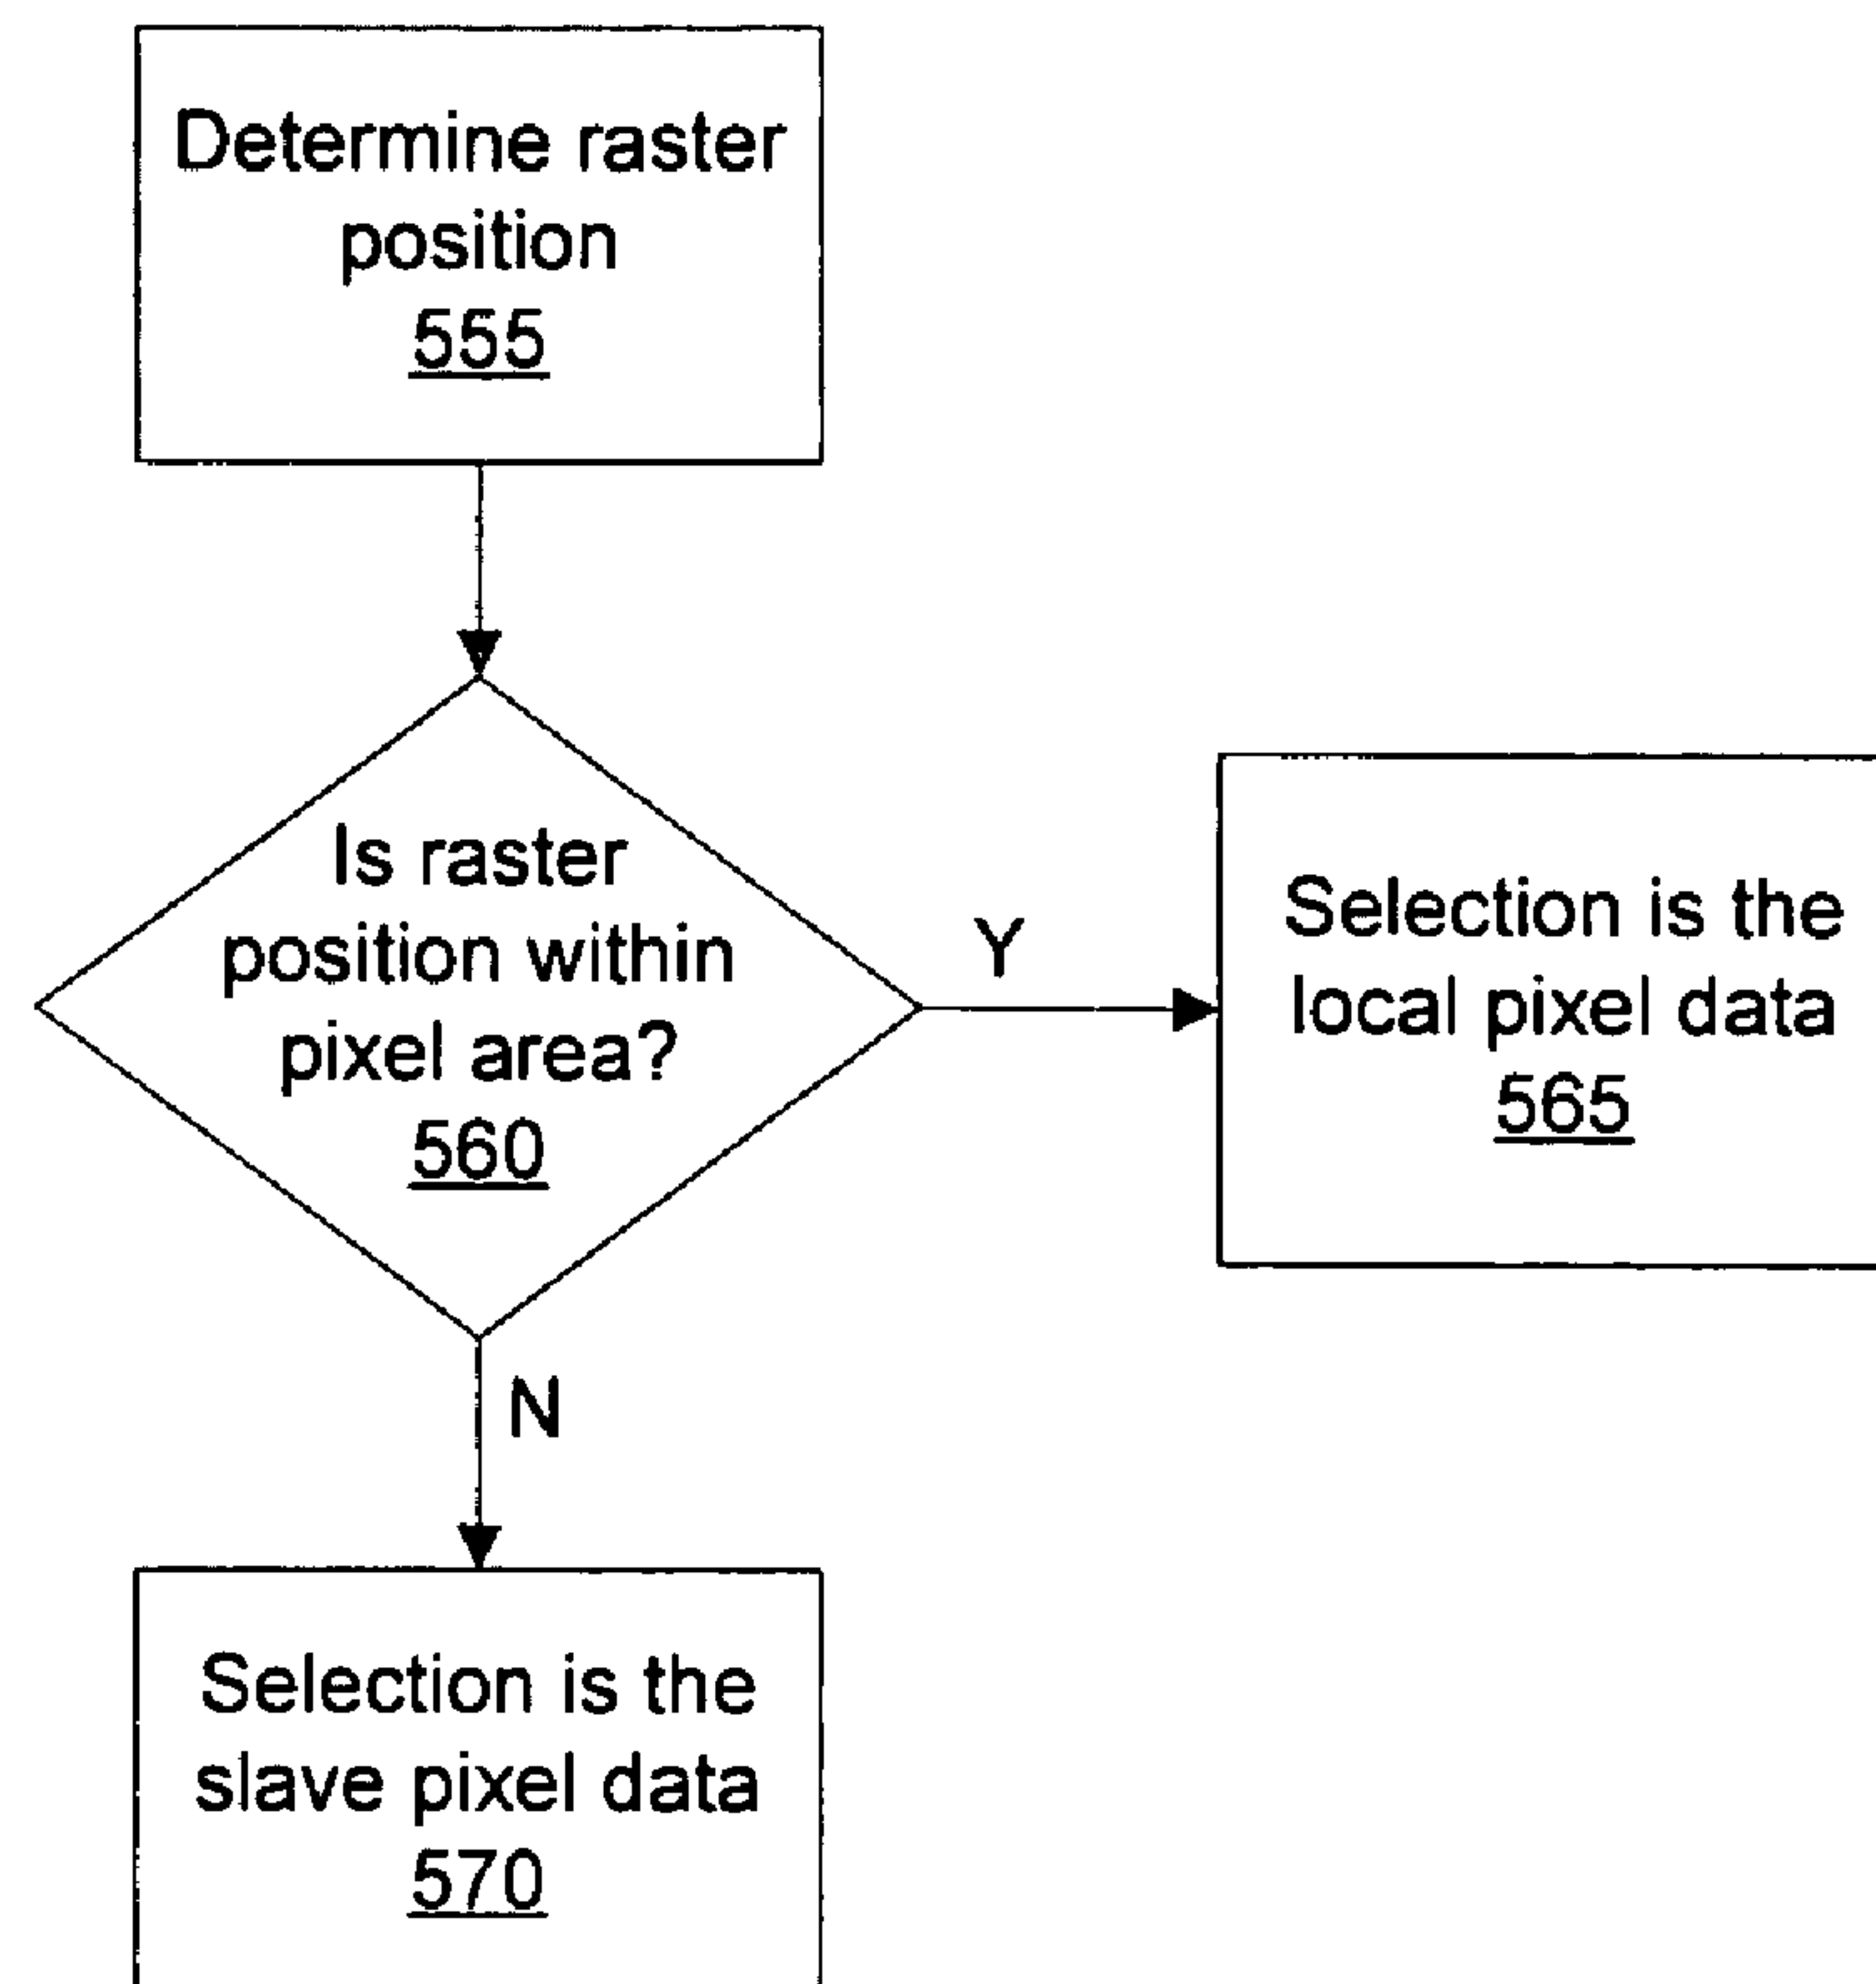 Determine raster
position
555
Is raster
position within
pixel area?
560
Y
Selection is the
local pixel data
565
N
Selection is the
slave pixel data
570